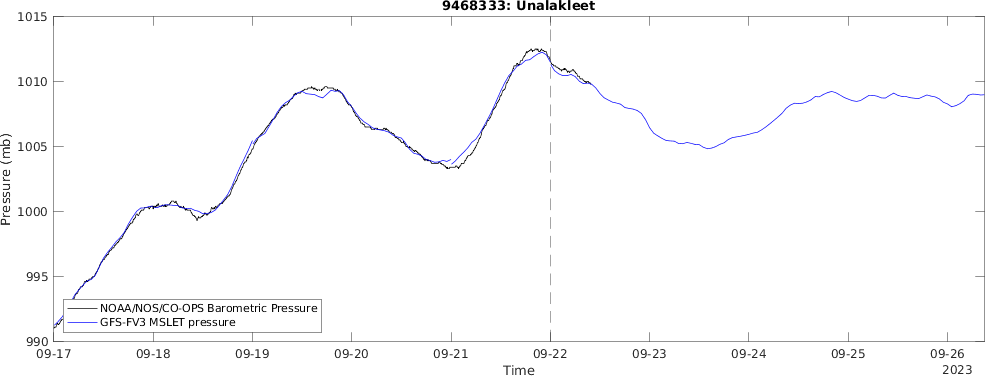 9468333: Unalakleet
1015
1010
1005
1000
995
990
Pressure (mb)
NOAA/NOS/CO-OPS Barometric Pressure
GFS-FV3 MSLET pressure
09-17 09-18 09-19 09-20 09-21 09-22 09-23 09-24 09-25 09-26
Time
2023